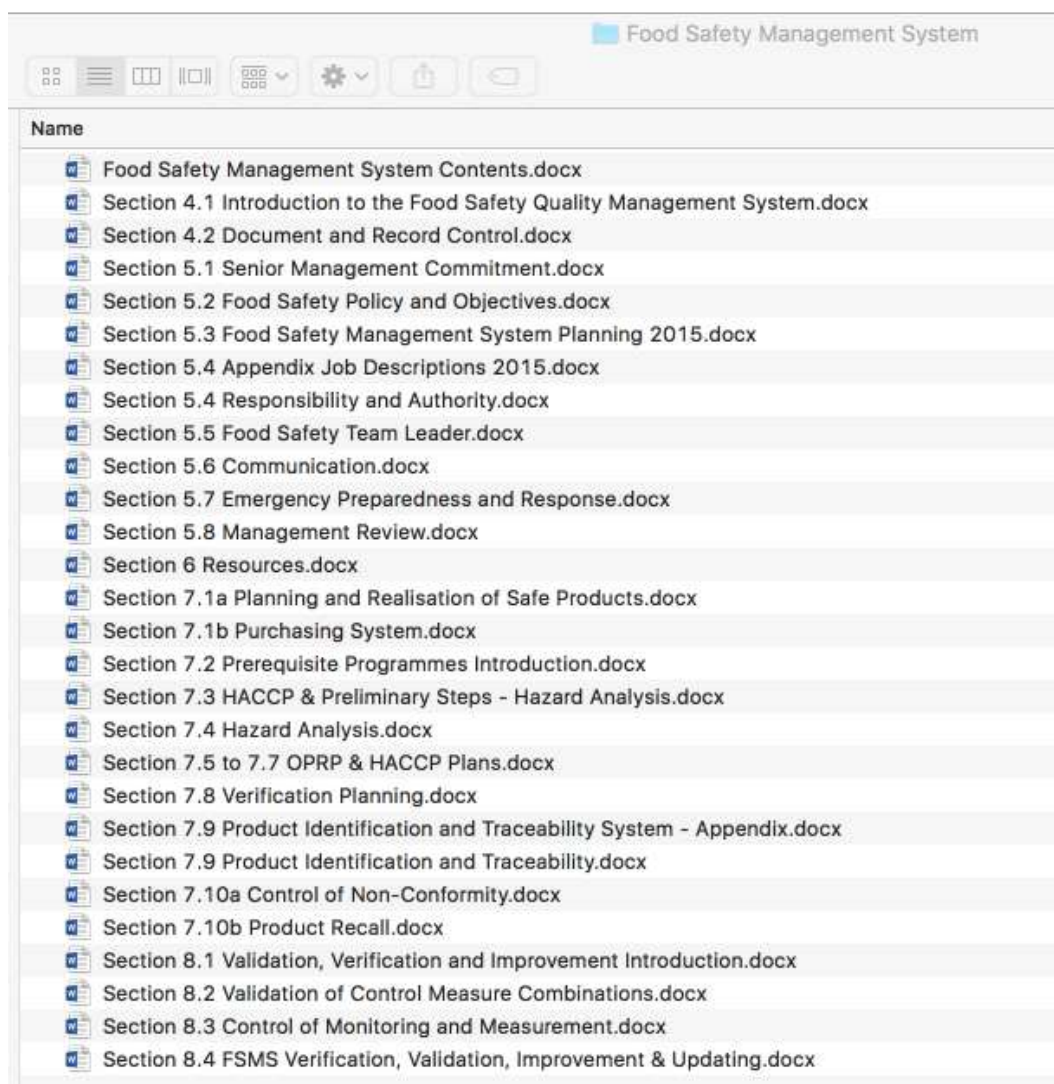 Food Safety Management System
Name
Food Safety Management System Contents.docx
Section 4.1 Introduction to the Food Safety Quality Management System.docx
Section 4.2 Document and Record Control.docx
Section 5.1 Senior Management Commitment.docx
Section 5.2 Food Safety Policy and Objectives.docx
Section 5.3 Food Safety Management System Planning 2015.docx
Section 5.4 Appendix Job Descriptions 2015.docx
Section 5.4 Responsibility and Authority.docx
Section 5.5 Food Safety Team Leader.docx
Section 5.6 Communication.docx
Section 5.7 Emergency Preparedness and Response.docx
Section 5.8 Management Review.docx
Section 6 Resources.docx
Section 7.1a Planning and Realisation of Safe Products.docx
Section 7.1b Purchasing System.docx
Section 7.2 Prerequisite Programmes Introduction.docx
Section 7.3 HACCP & Preliminary Steps - Hazard Analysis.docx
Section 7.4 Hazard Analysis.docx
Section 7.5 to 7.7 OPRP & HACCP Plans.docx
Section 7.8 Verification Planning.docx
Section 7.9 Product Identification and Traceability System - Appendix.docx
Section 7.9 Product Identification and Traceability.docx
Section 7.10a Control of Non-Conformity.docx
Section 7.10b Product Recall.docx
Section 8.1 Validation, Verification and Improvement Introduction.docx
Section 8.2 Validation of Control Measure Combinations.docx
Section 8.3 Control of Monitoring and Measurement.docx
Section 8.4 FSMS Verification, Validation, Improvement & Updating.docx